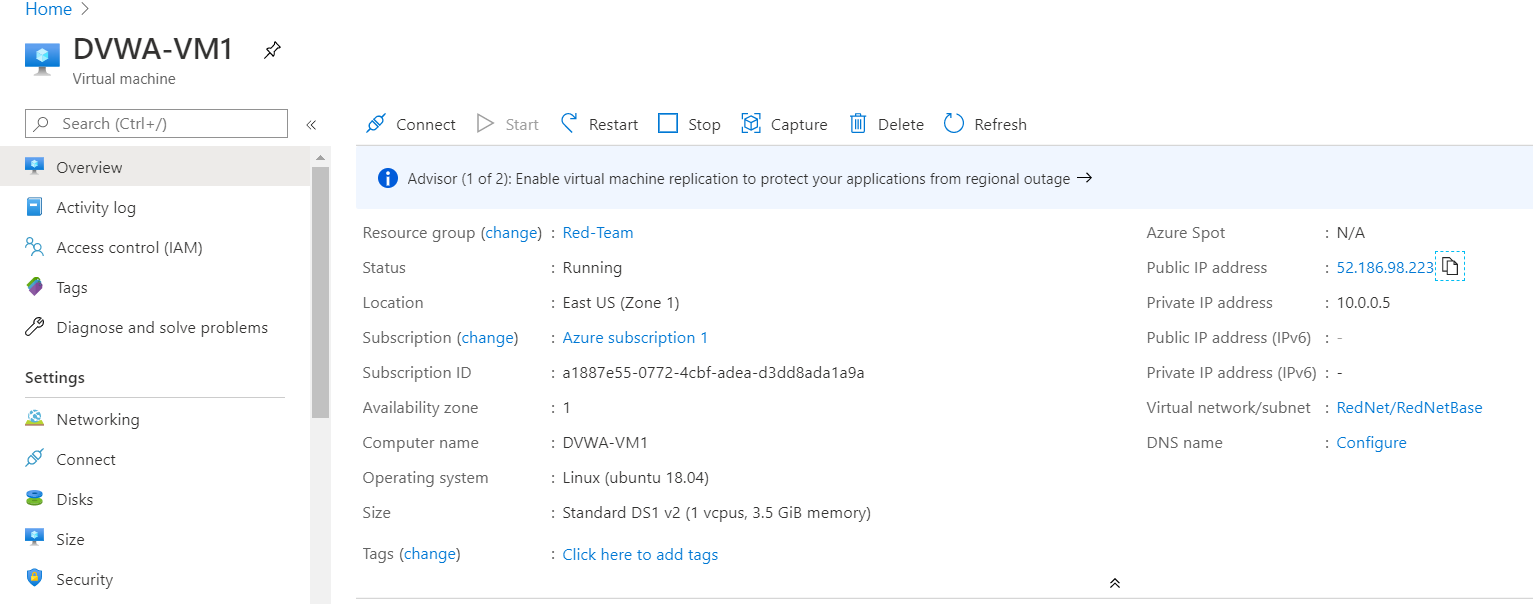 Home >
DVWA-VM1
Virtual machine
Search (Ctrl+/) «
Overview
Activity log
Access control (IAM)
Tags
Diagnose and solve problems
Settings
Networking
Connect
Disks
Size
Security
Connect Start Restart Stop Capture Delete Refresh
Advisor (1 of 2): Enable virtual machine replication to protect your applications from regional outage →
Resource group (change) : Red-Team
Status : Running
Location : East US (Zone 1)
Subscription (change) : Azure subscription 1
Subscription ID : a1887e55-0772-4cbf-adea-d3dd8ada1a9a
Availability zone : 1
Computer name : DVWA-VM1
Operating system : Linux (ubuntu 18.04)
Size : Standard DS1 v2 (1 vcpus, 3.5 GiB memory)
Tags (change) : Click here to add tags
Azure Spot : N/A
Public IP address : 52.186.98.223
Private IP address : 10.0.0.5
Public IP address (IPv6) : -
Private IP address (IPv6) : -
Virtual network/subnet : RedNet/RedNetBase
DNS name : Configure